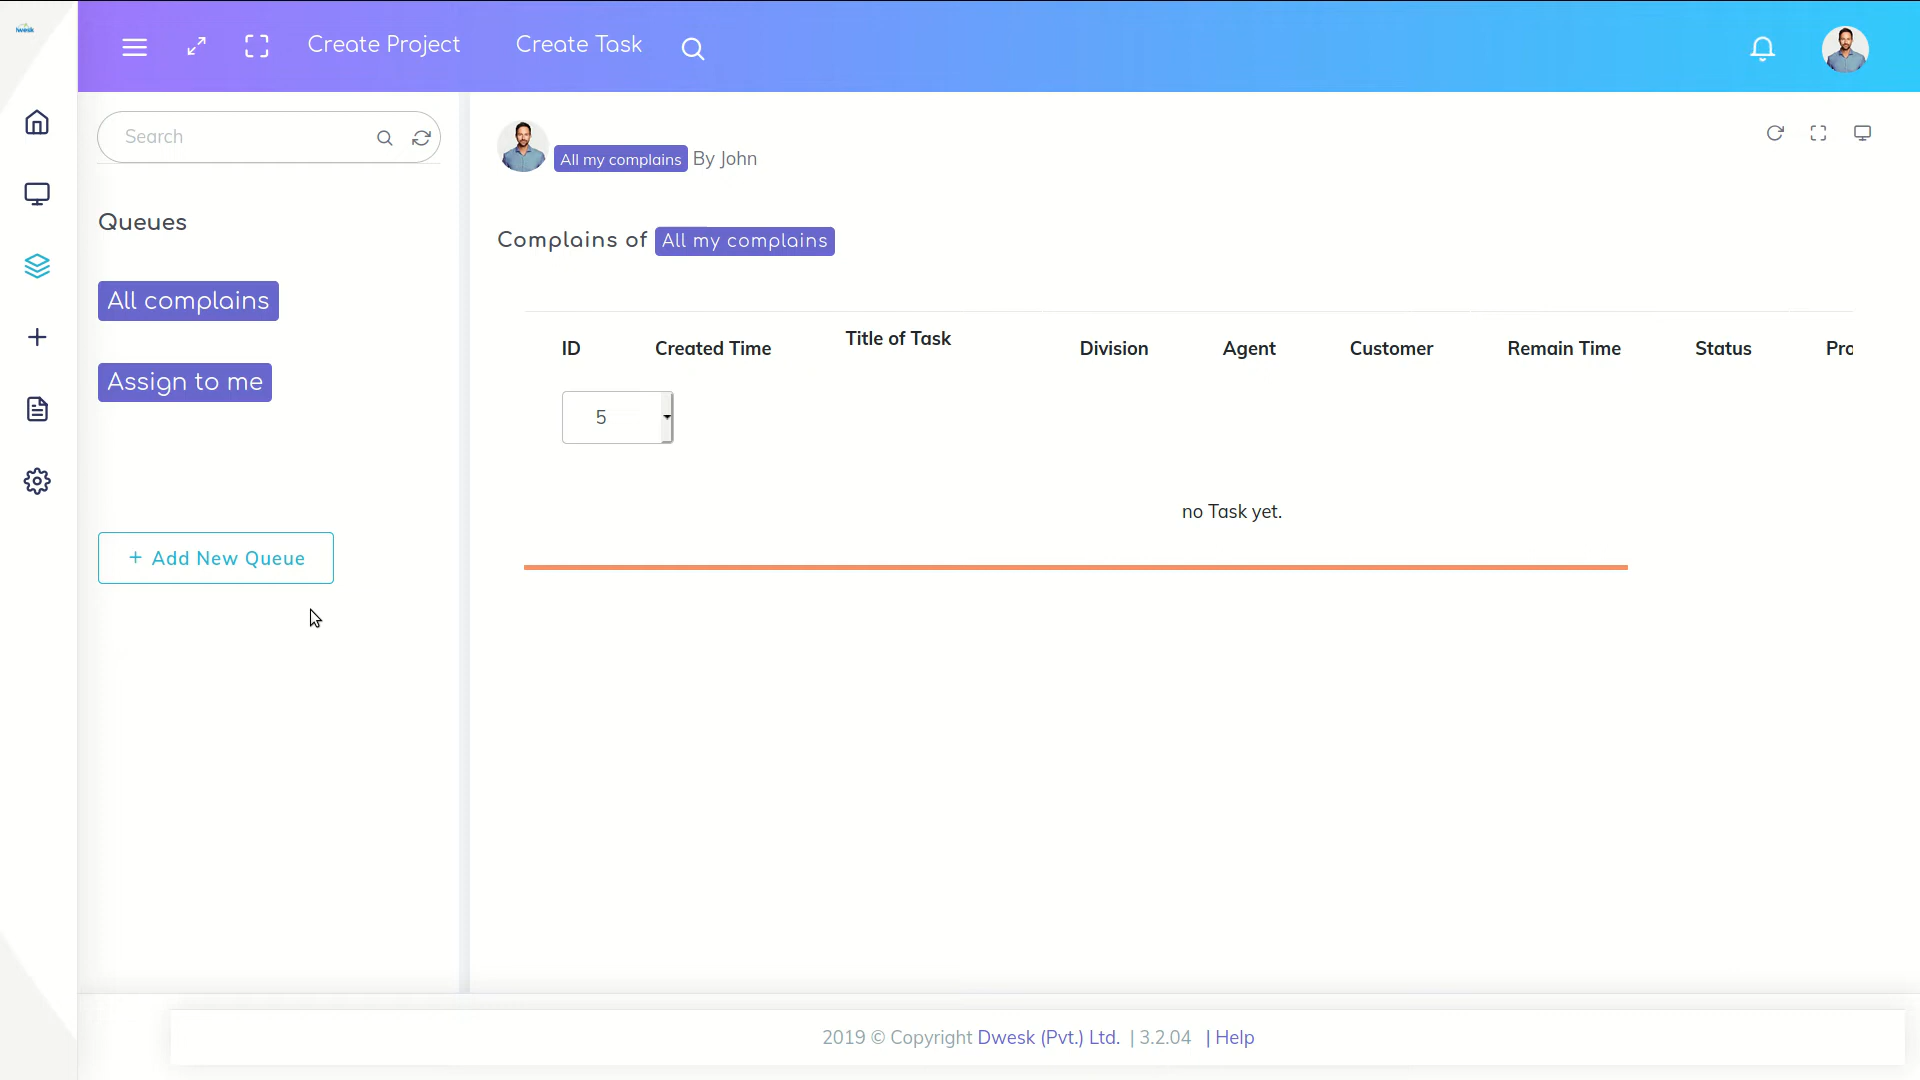 Create Project
Create Task
Search
Queues
All complains
Assign to me
+ Add New Queue
All my complains By John
Complains of All my complains
ID Created Time Title of Task Division Agent Customer Remain Time Status Pro
5
no Task yet.
2019 © Copyright Dwesk (Pvt.) Ltd. | 3.2.04 | Help